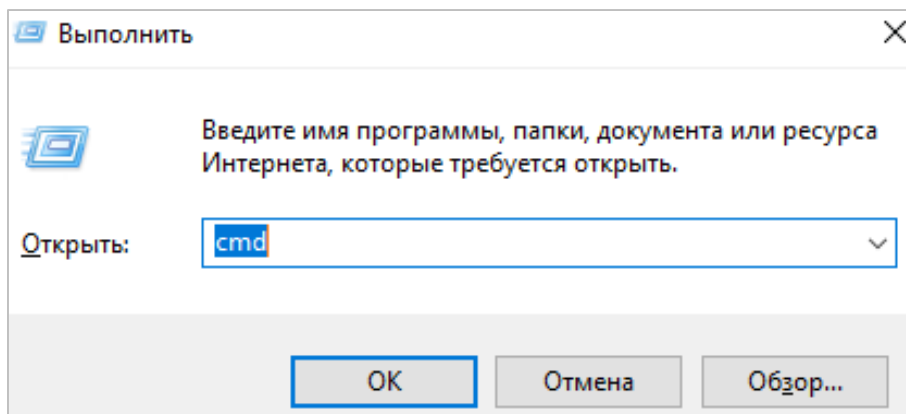 Выполнить
Введите имя программы, папки, документа или ресурса
Интернета, которые требуется открыть.
Открыть: cmd
OK Отмена Обзор...